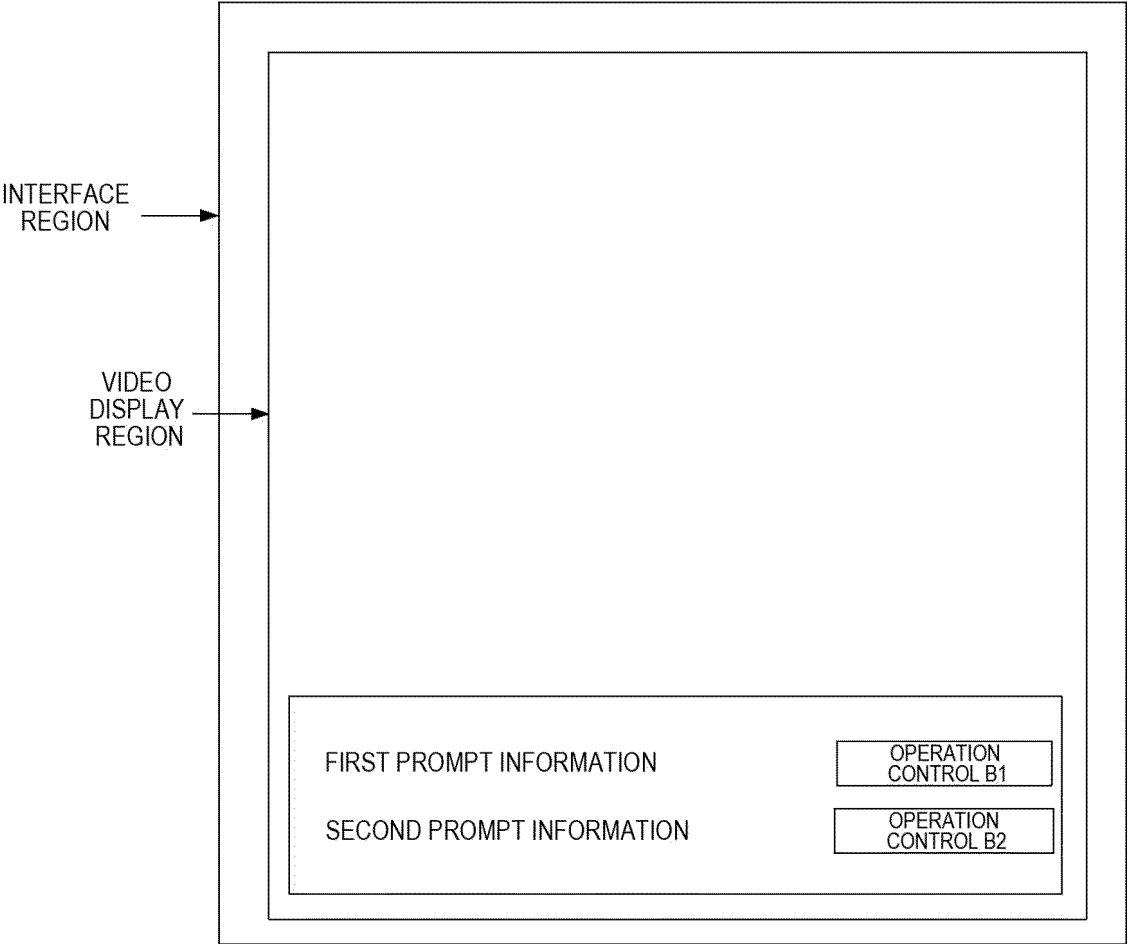 INTERFACE
REGION
VIDEO
DISPLAY
REGION
FIRST PROMPT INFORMATION
OPERATION
CONTROL B1
SECOND PROMPT INFORMATION
OPERATION
CONTROL B2